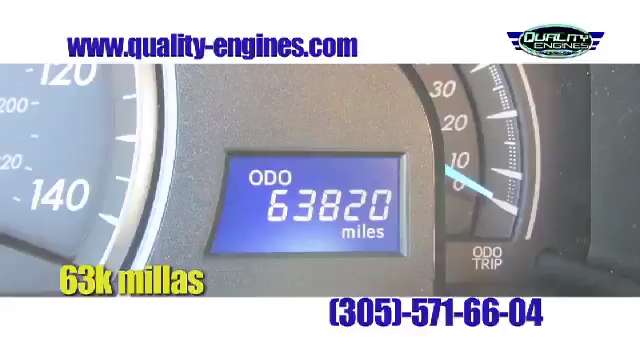 www.quality-engines.com
QUALITY
ENGINES
120
200
220
140
30
20
10
0
ODO
63820
miles
ODO
TRIP
63k millas
(305)-571-66-04